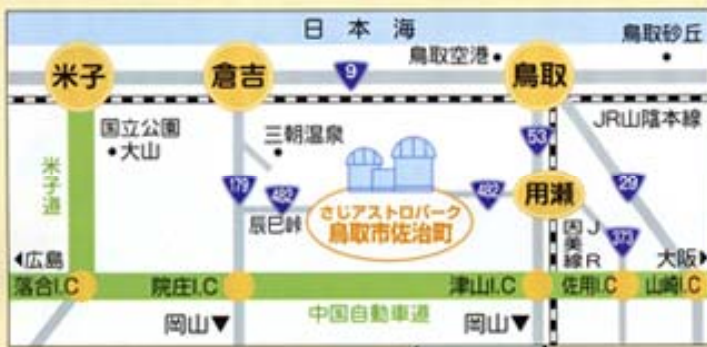 日本海
鳥取砂丘
鳥取空港
米子
倉吉
9
鳥取
国立公園
大山
三朝温泉
53
JR山陰本線
米子道
179
482
辰巳峠
さじアストロパーク
鳥取市佐治町
482
用瀬
29
因美線
JR
373
◀広島
大阪▶
落合I.C
院庄I.C
津山I.C
佐用I.C
山崎I.C
中国自動車道
岡山▼
岡山▼